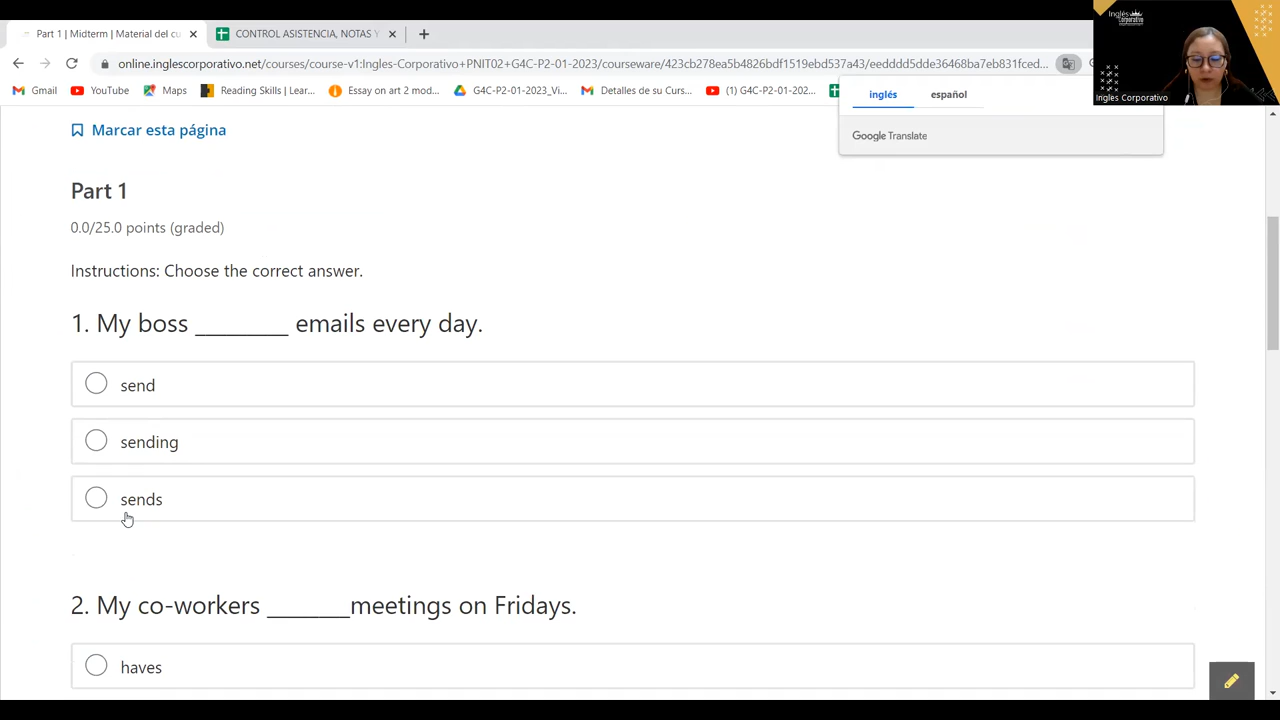 Part 1 | Midterm | Material del cu
CONTROL ASISTENCIA, NOTAS Y
online.inglescorporativo.net/courses/course-v1:Ingles-Corporativo+PNIT02+G4C-P2-01-2023/courseware/423cb278ea5b4826bdf1519ebd537a43/eedddd5dde36468ba7eb831fced...
Gmail
YouTube
Maps
Reading Skills | Lear...
Essay on art 2 mod...
G4C-P2-01-2023_Vi...
Detalles de su Curs...
(1) G4C-P2-01-202...
Inglés
Corporativo
Ingles Corporativo
inglés
español
Google Translate
Marcar esta página
Part 1
0.0/25.0 points (graded)
Instructions: Choose the correct answer.
1. My boss _________ emails every day.
send
sending
sends
2. My co-workers ________meetings on Fridays.
haves